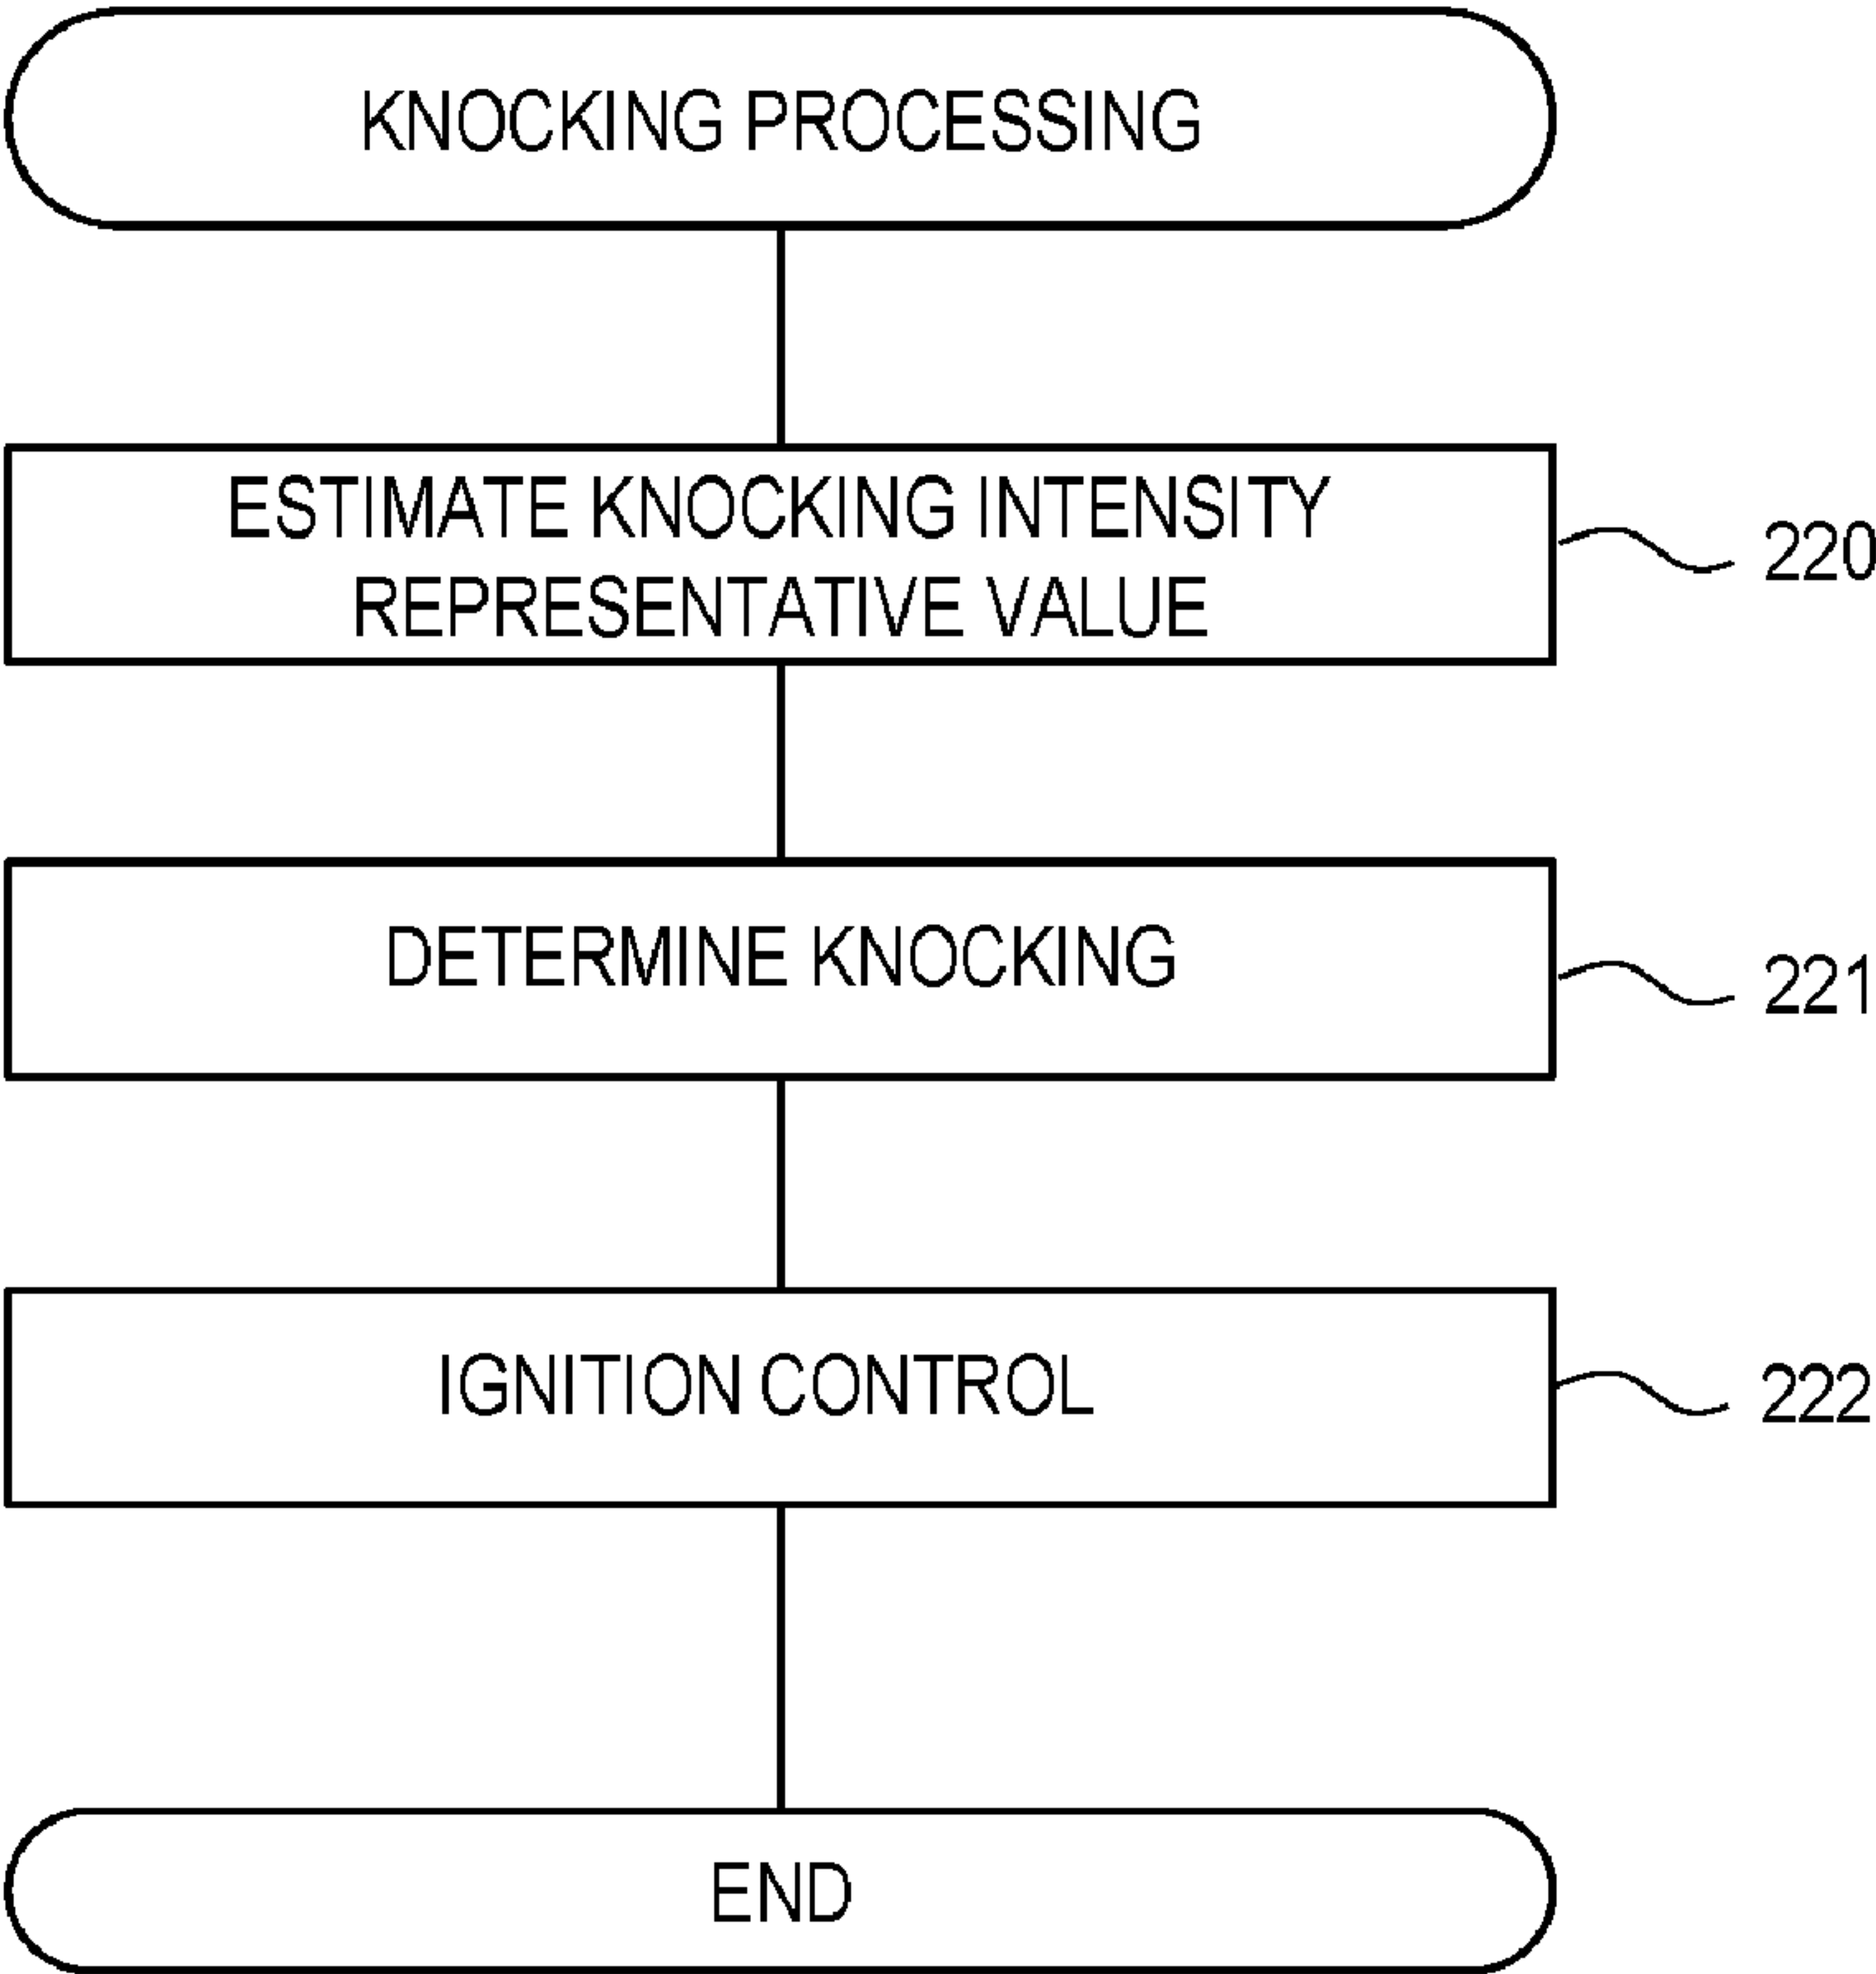 KNOCKING PROCESSING
ESTIMATE KNOCKING INTENSITY
REPRESENTATIVE VALUE
220
DETERMINE KNOCKING
221
IGNITION CONTROL
222
END